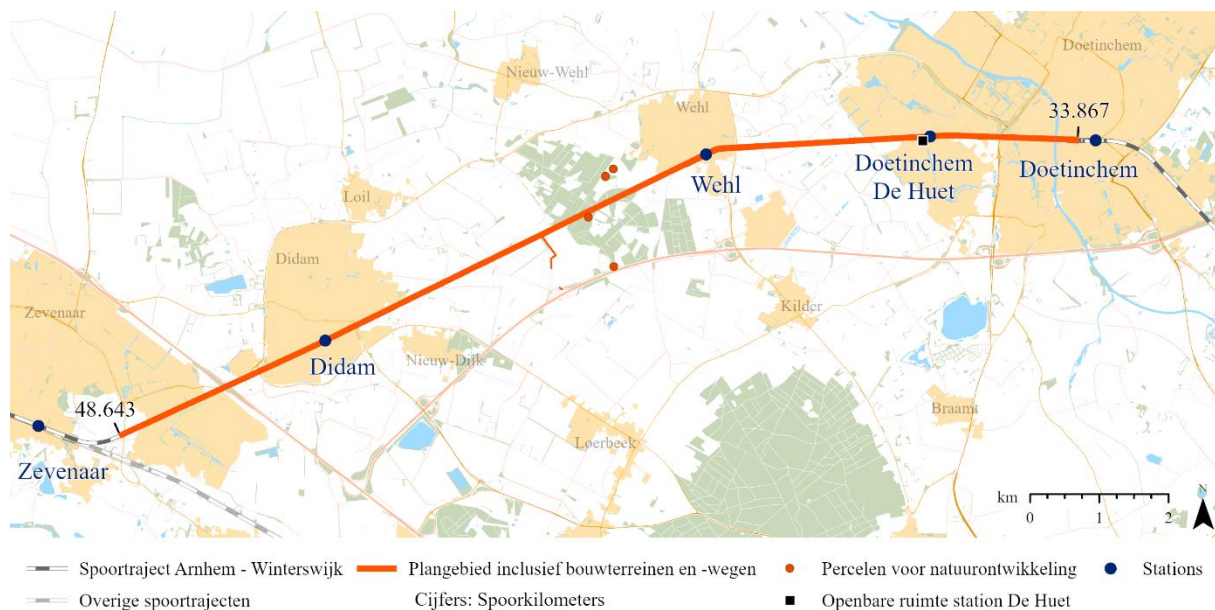 Doetinchem
Nieuw-Wehl
Wehl
33.867
Doetinchem
De Huet
Doetinchem
Wehl
Loil
Didam
Zevenaar
Kilder
Didam
Nieuw-Dijk
48.643
Braamt
Loerbeek
Zevenaar
km
0 1 2
N
Spoortraject Arnhem - Winterswijk
Plangebied inclusief bouwterreinen en -wegen
Percelen voor natuurontwikkeling
Stations
Overige spoortrajecten
Cijfers: Spoorkilometers
Openbare ruimte station De Huet